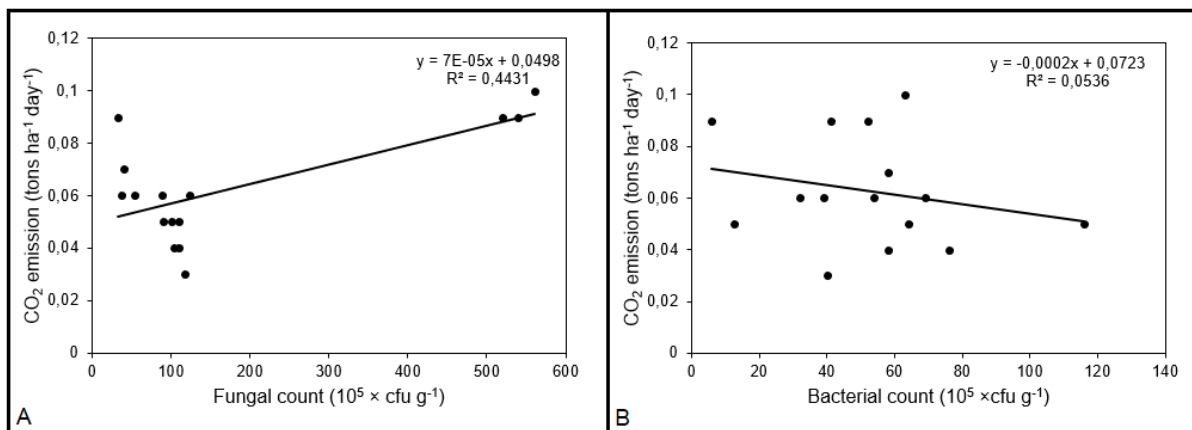 y = 7E-05x + 0,0498
R² = 0,4431
CO₂ emission (tons ha⁻¹ day⁻¹)
0,12
0,1
0,08
0,06
0,04
0,02
0
0 100 200 300 400 500 600
Fungal count (10⁵ × cfu g⁻¹)
A
y = -0,0002x + 0,0723
R² = 0,0536
CO₂ emission (tons ha⁻¹ day⁻¹)
0,12
0,1
0,08
0,06
0,04
0,02
0
0 20 40 60 80 100 120 140
Bacterial count (10⁵ ×cfu g⁻¹)
B